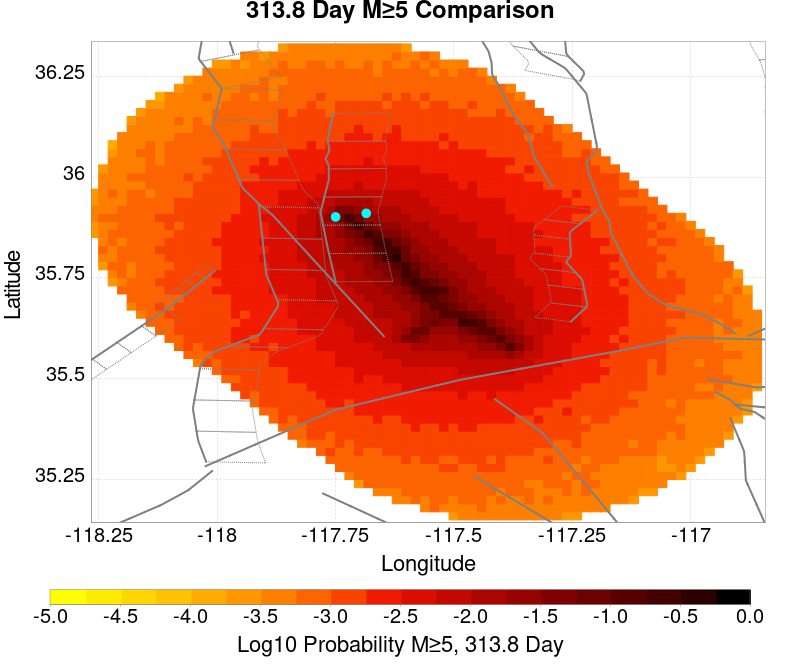 313.8 Day M≥5 Comparison
36.25
36
35.75
35.5
35.25
Latitude
-118.25 -118 -117.75 -117.5 -117.25 -117
Longitude
-5.0 -4.5 -4.0 -3.5 -3.0 -2.5 -2.0 -1.5 -1.0 -0.5 0.0
Log10 Probability M≥5, 313.8 Day